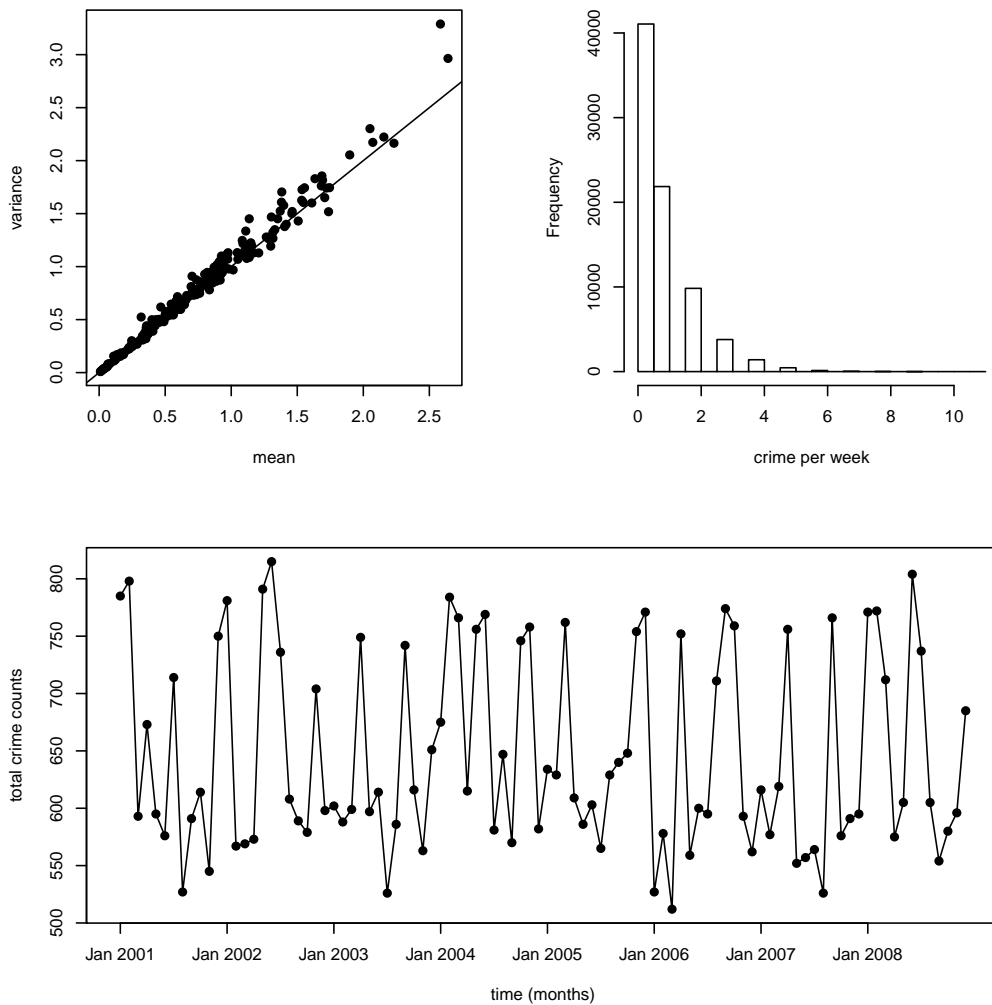 variance
0.0 0.5 1.0 1.5 2.0 2.5 3.0
0.0 0.5 1.0 1.5 2.0 2.5
mean
Frequency
0 10000 20000 30000 40000
0 2 4 6 8 10
crime per week
total crime counts
500 550 600 650 700 750 800
Jan 2001 Jan 2002 Jan 2003 Jan 2004 Jan 2005 Jan 2006 Jan 2007 Jan 2008
time (months)